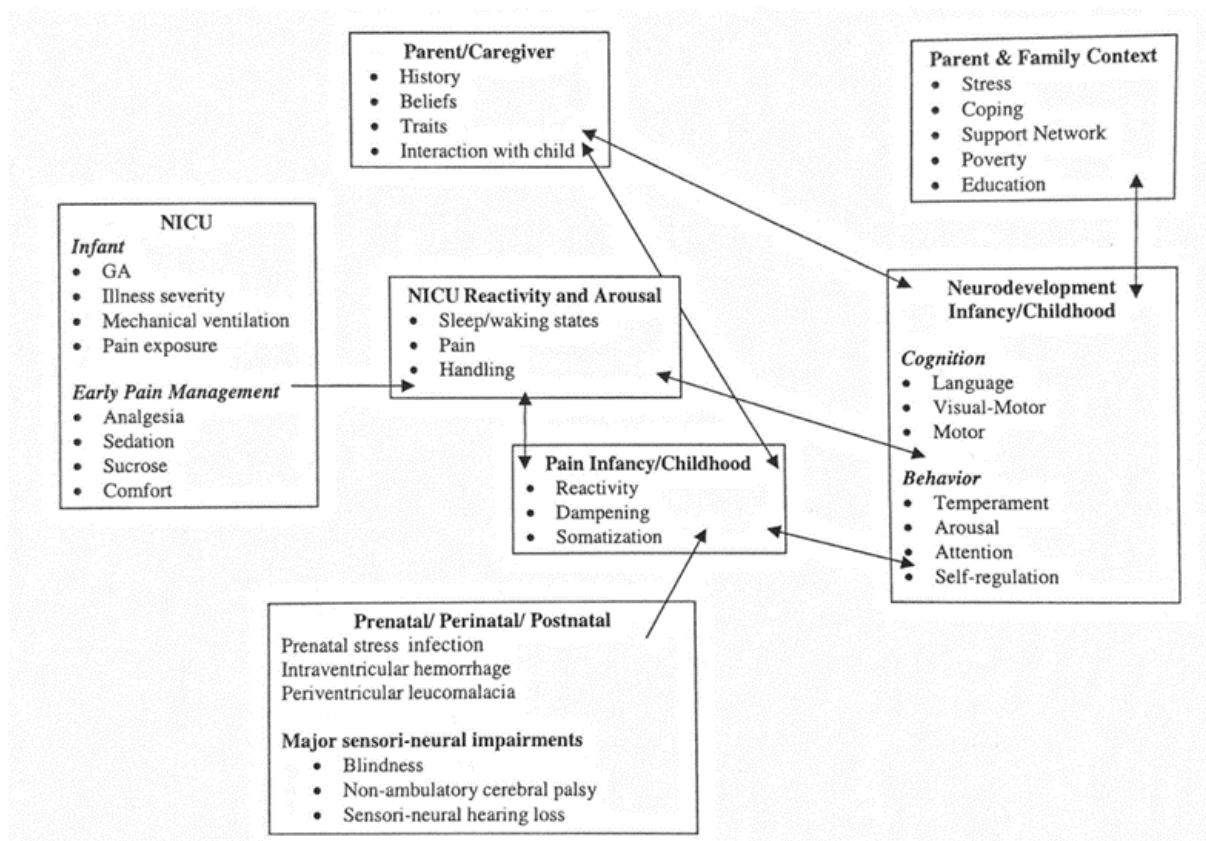 Parent/Caregiver
• History
• Beliefs
• Traits
• Interaction with child
Parent & Family Context
• Stress
• Coping
• Support Network
• Poverty
• Education
NICU
Infant
• GA
• Illness severity
• Mechanical ventilation
• Pain exposure
Early Pain Management
• Analgesia
• Sedation
• Sucrose
• Comfort
NICU Reactivity and Arousal
• Sleep/waking states
• Pain
• Handling
Neurodevelopment
Infancy/Childhood
Cognition
• Language
• Visual-Motor
• Motor
Behavior
• Temperament
• Arousal
• Attention
• Self-regulation
Pain Infancy/Childhood
• Reactivity
• Dampening
• Somatization
Prenatal/ Perinatal/ Postnatal
Prenatal stress infection
Intraventricular hemorrhage
Periventricular leucomalacia
Major sensori-neural impairments
• Blindness
• Non-ambulatory cerebral palsy
• Sensori-neural hearing loss